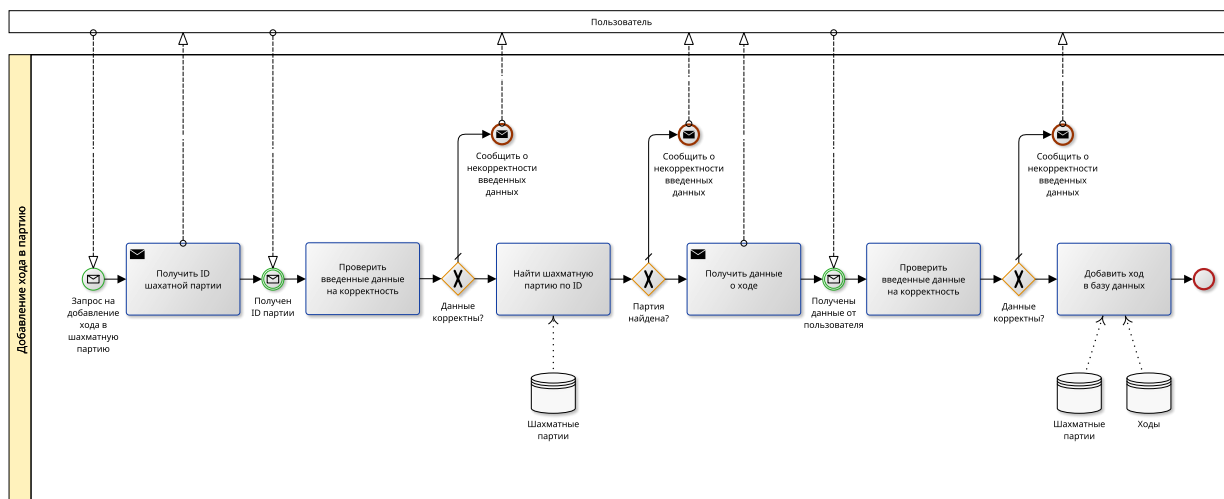 Пользователь
Добавление хода в партию
Сообщить о
некорректности
введенных
данных
Сообщить о
некорректности
введенных
данных
Сообщить о
некорректности
введенных
данных
Запрос на
добавление
хода в
шахматную
партию
Получить ID
шахатной партии
Получен
ID партии
Проверить
введенные данные
на корректность
Данные
корректны?
Найти шахматную
партию по ID
Партия
найдена?
Получить данные
о ходе
Получены
данные от
пользователя
Проверить
введенные данные
на корректность
Данные
корректны?
Добавить ход
в базу данных
Шахматные
партии
Шахматные
партии
Ходы